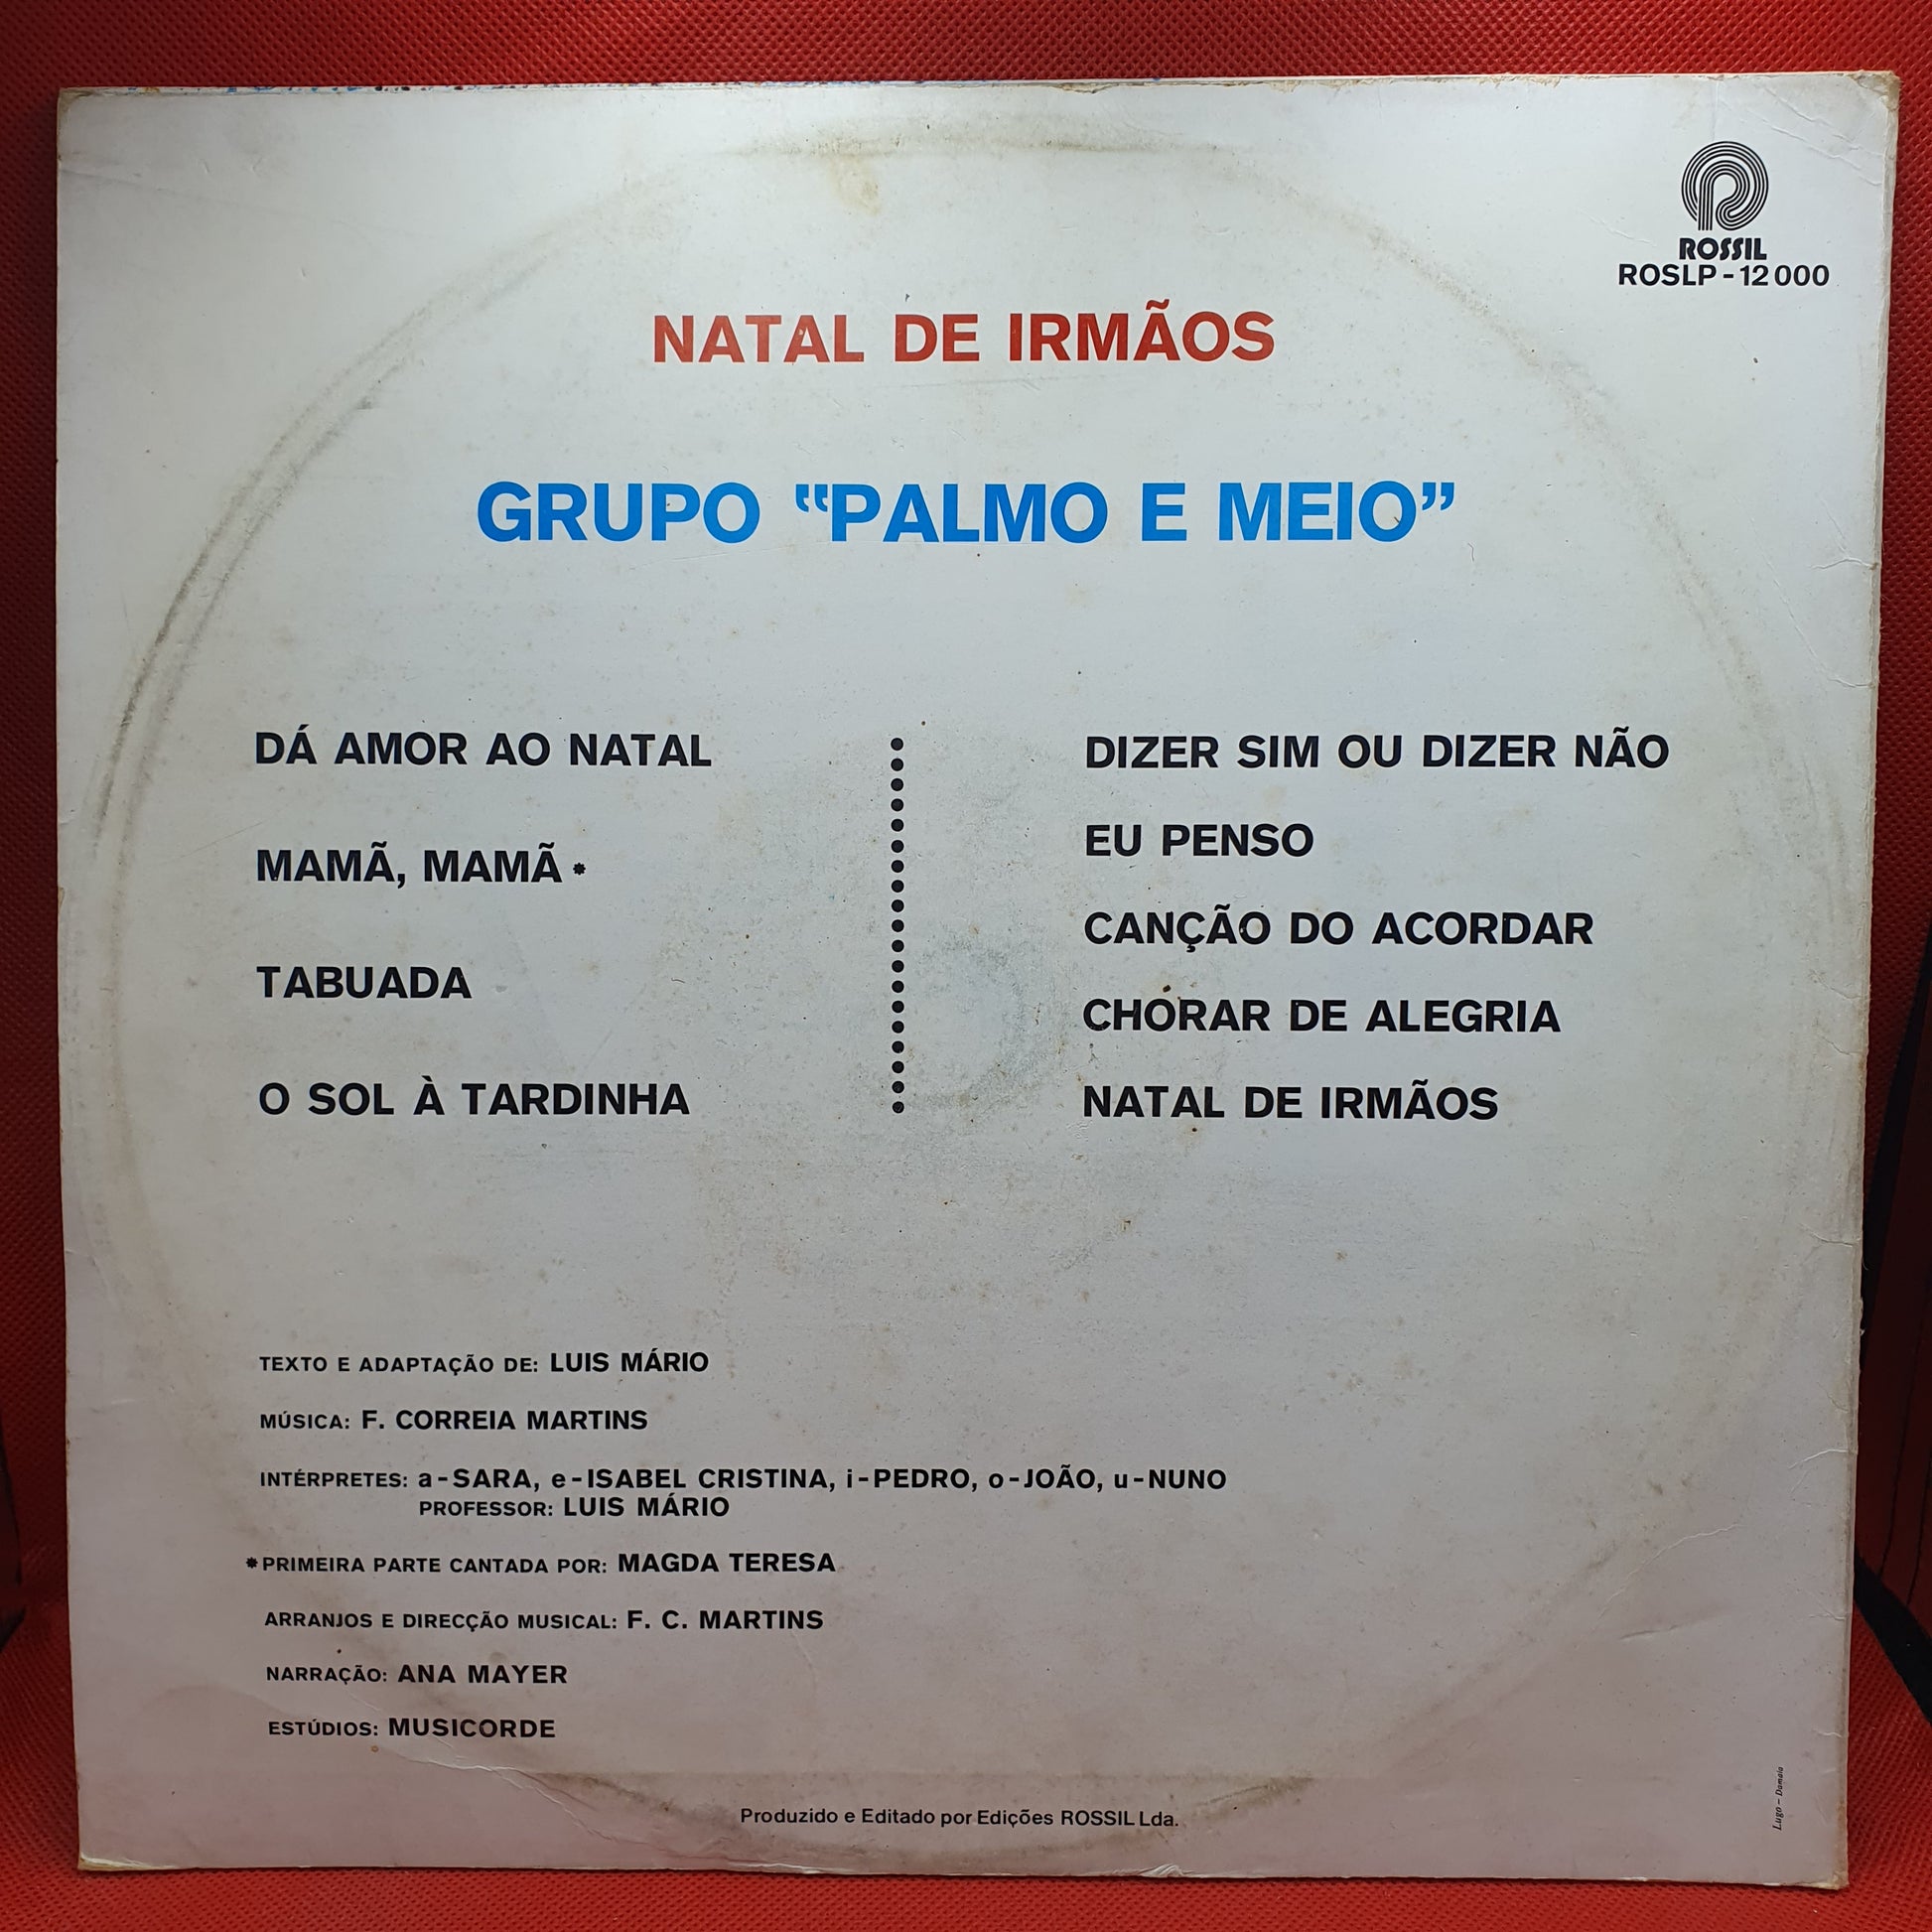 ROSSIL
ROSLP - 12 000
NATAL DE IRMÃOS
GRUPO “PALMO E MEIO”
DÁ AMOR AO NATAL
MAMÃ, MAMÃ *
TABUADA
O SOL À TARDINHA
DIZER SIM OU DIZER NÃO
EU PENSO
CANÇÃO DO ACORDAR
CHORAR DE ALEGRIA
NATAL DE IRMÃOS
TEXTO E ADAPTAÇÃO DE: LUIS MÁRIO
MÚSICA: F. CORREIA MARTINS
INTÉRPRETES: a - SARA, e - ISABEL CRISTINA, i - PEDRO, o - JOÃO, u - NUNO
PROFESSOR: LUIS MÁRIO
* PRIMEIRA PARTE CANTADA POR: MAGDA TERESA
ARRANJOS E DIRECÇÃO MUSICAL: F. C. MARTINS
NARRAÇÃO: ANA MAYER
ESTÚDIOS: MUSICORDE
Produzido e Editado por Edições ROSSIL Lda.
Lugo - Damaia